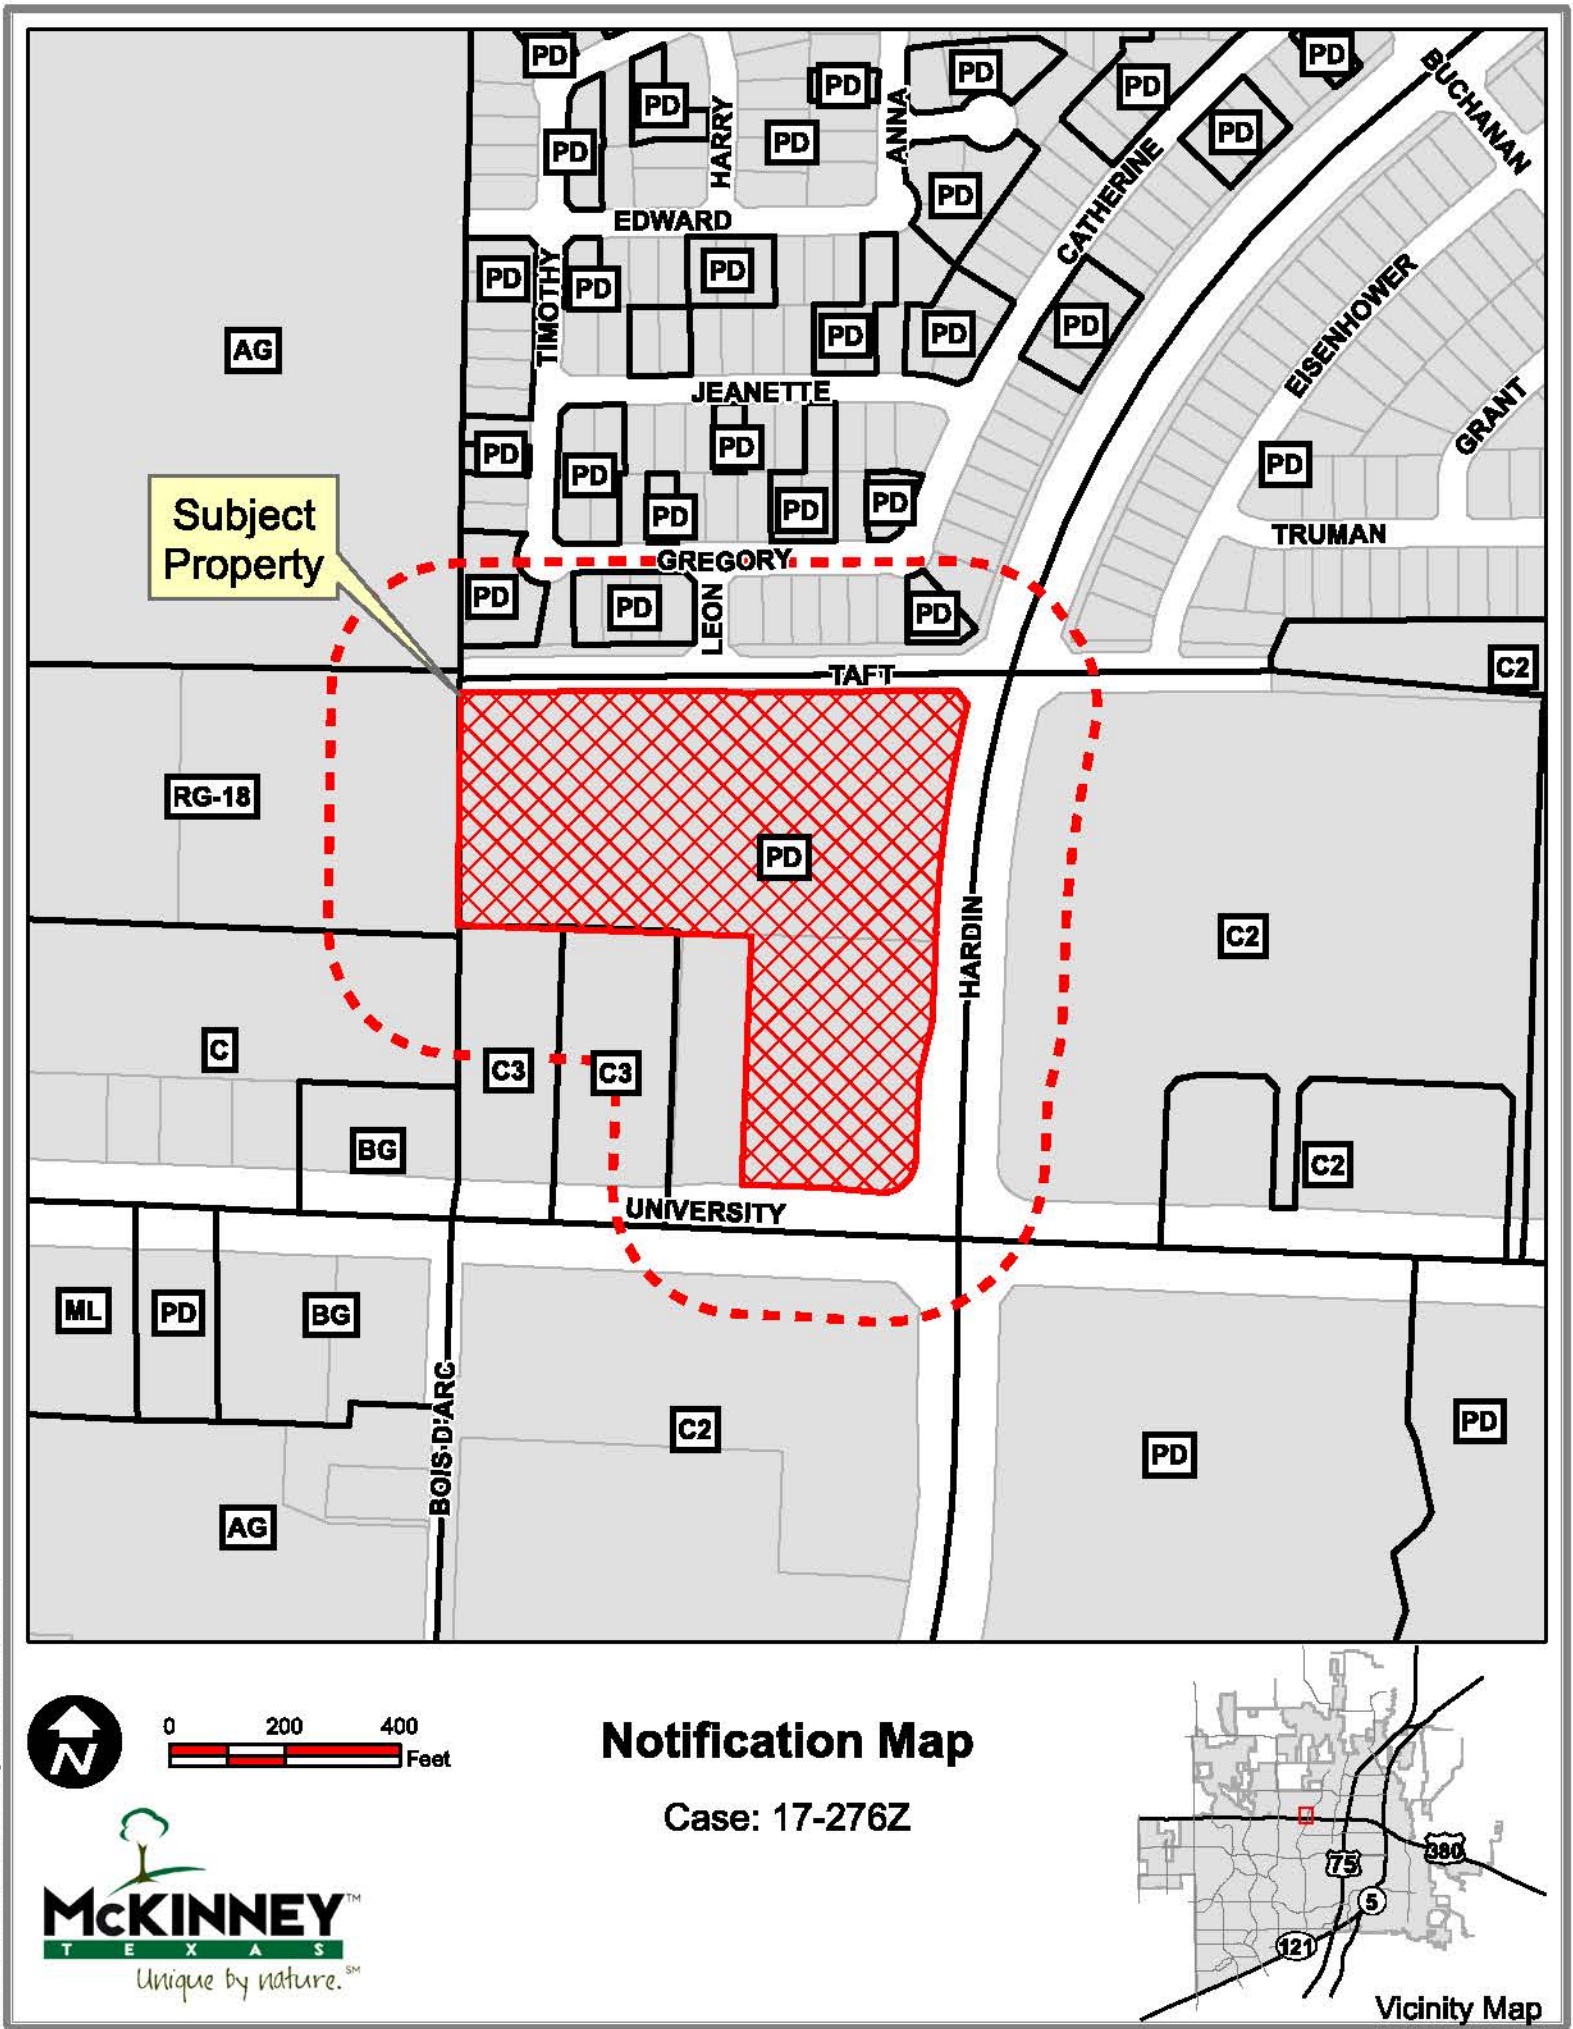 PD
PD
PD
PD
PD
PD
PD
PD
PD
HARRY
ANNA
BUCHANAN
CATHERINE
PD
EDWARD
PD
PD
PD
TIMOTHY
PD
PD
PD
EISENHOWER
AG
JEANETTE
GRANT
PD
PD
PD
PD
PD
PD
PD
Subject
Property
TRUMAN
GREGORY
PD
PD
LEON
PD
TAFT
C2
RG-18
PD
HARDIN
C2
C
C3
C3
BG
C2
UNIVERSITY
ML
PD
BG
BOIS D'ARC
C2
PD
PD
AG
N
0 200 400
Feet
Notification Map
Case: 17-276Z
McKINNEY™
TEXAS
Unique by nature.℠
75
380
5
121
Vicinity Map